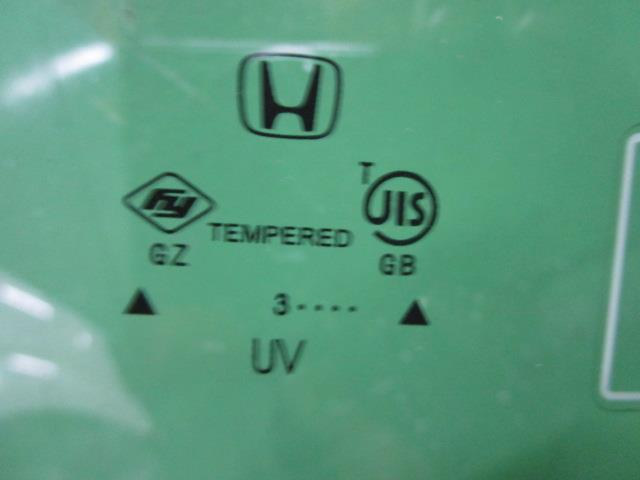 H
T
FY JIS
TEMPERED
GZ GB
▲ 3···· ▲
UV